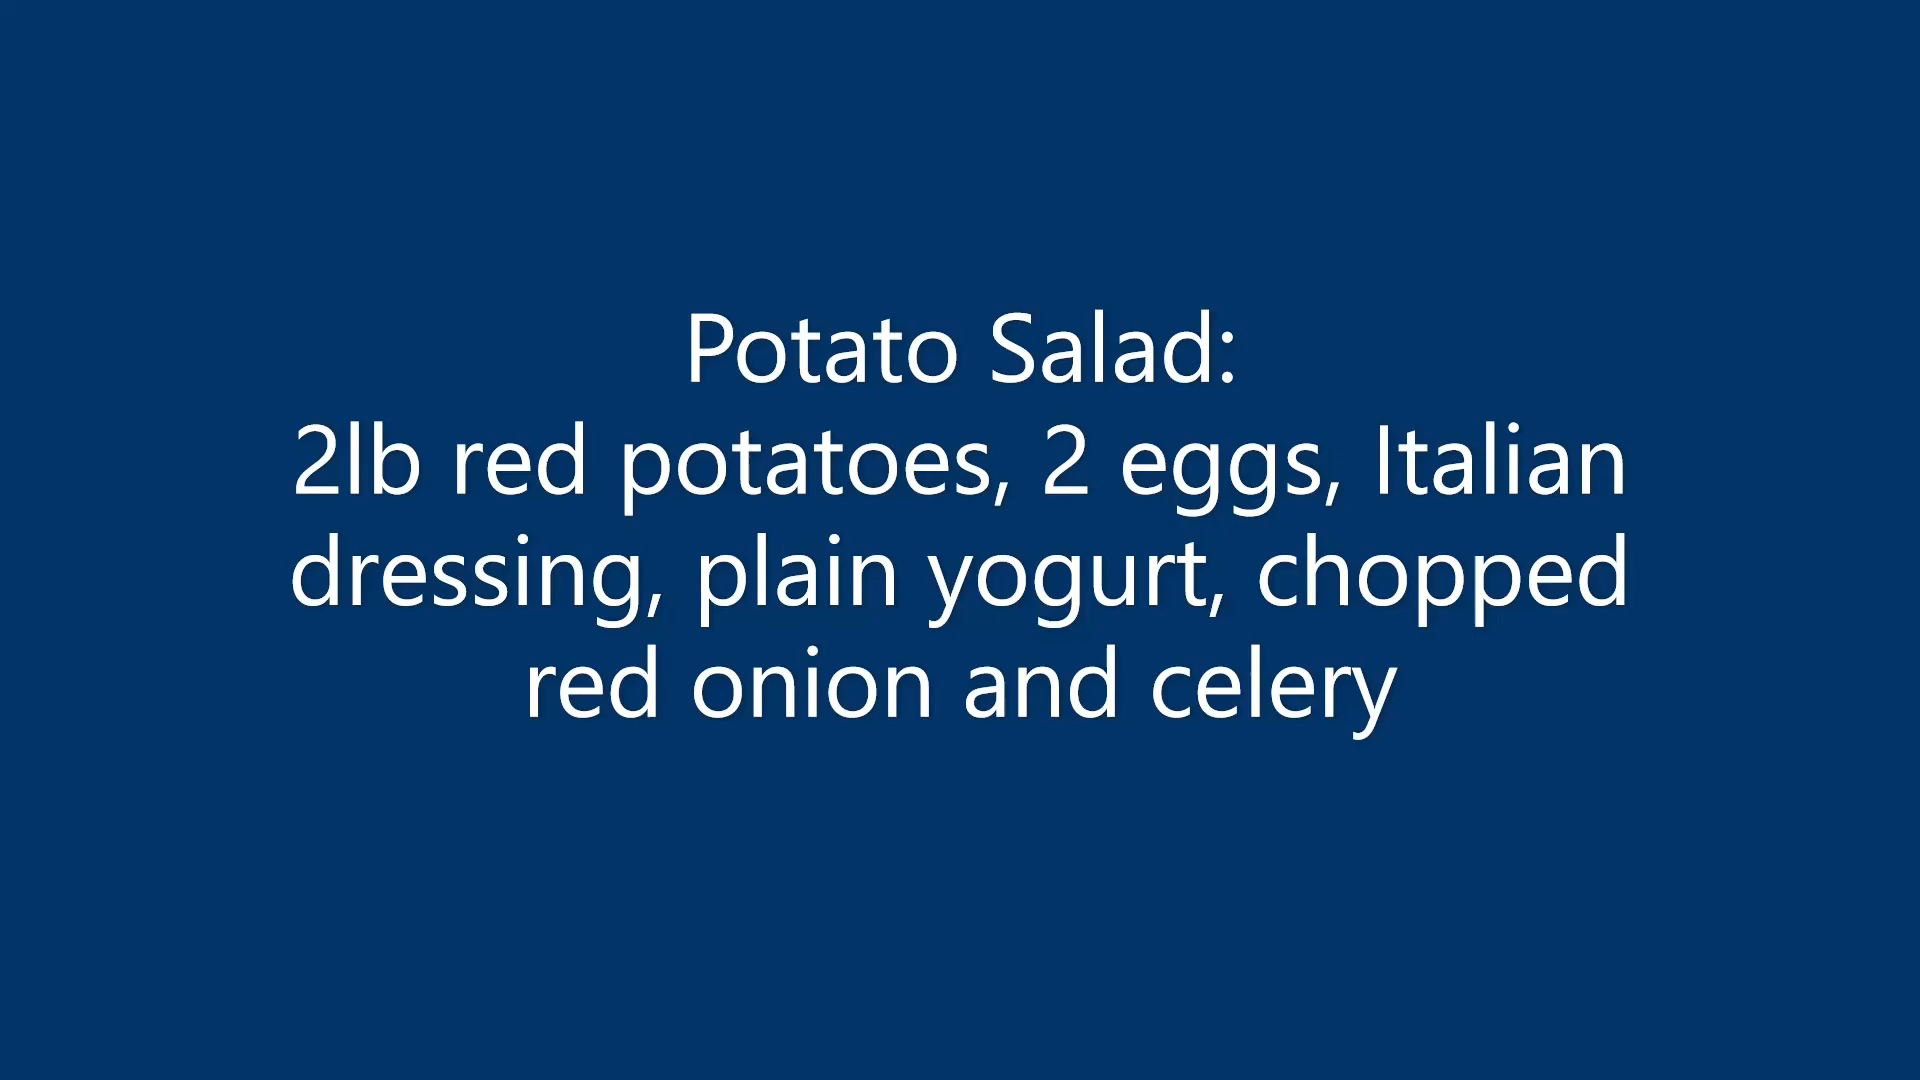 Potato Salad:
2lb red potatoes, 2 eggs, Italian
dressing, plain yogurt, chopped
red onion and celery